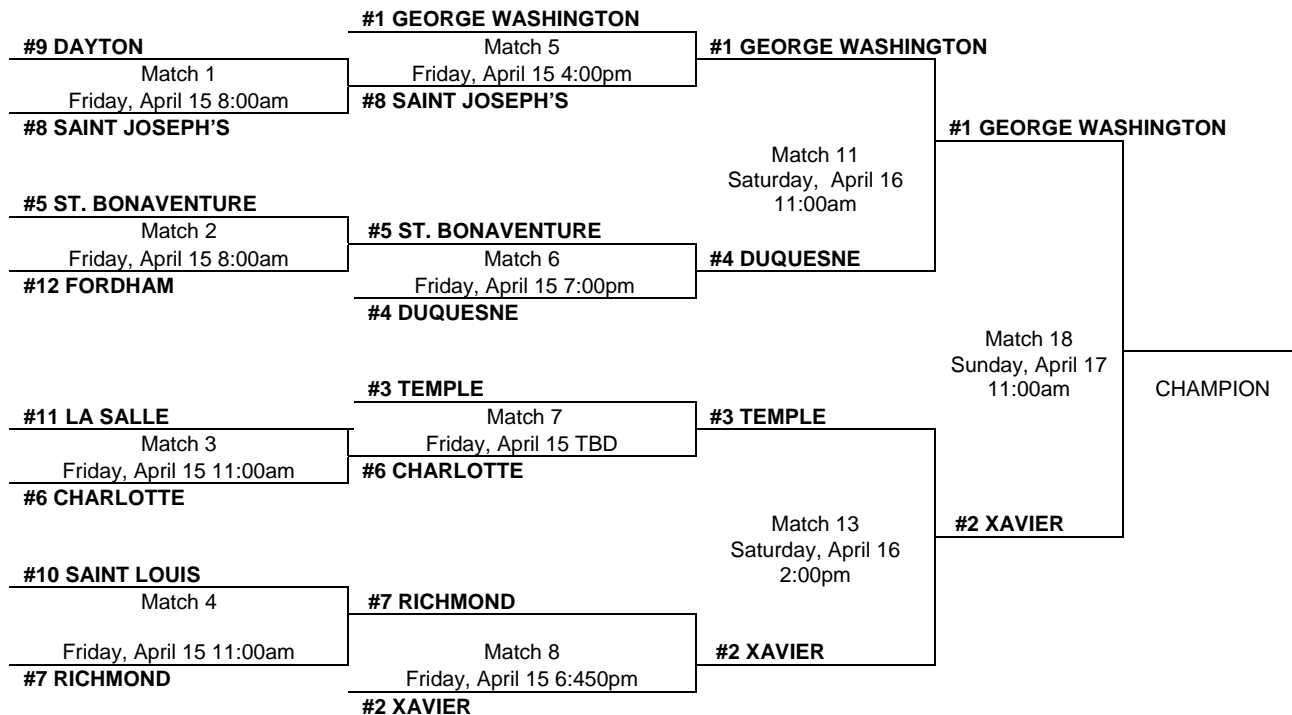 #1 GEORGE WASHINGTON
#9 DAYTON
Match 5
#1 GEORGE WASHINGTON
Match 1
Friday, April 15 4:00pm
Friday, April 15 8:00am
#8 SAINT JOSEPH'S
#8 SAINT JOSEPH'S
#1 GEORGE WASHINGTON
Match 11
Saturday, April 16
11:00am
#5 ST. BONAVENTURE
Match 2
#5 ST. BONAVENTURE
Friday, April 15 8:00am
Match 6
#4 DUQUESNE
#12 FORDHAM
Friday, April 15 7:00pm
#4 DUQUESNE
Match 18
Sunday, April 17
11:00am
CHAMPION
#3 TEMPLE
#11 LA SALLE
Match 7
#3 TEMPLE
Match 3
Friday, April 15 TBD
Friday, April 15 11:00am
#6 CHARLOTTE
#6 CHARLOTTE
Match 13
Saturday, April 16
2:00pm
#2 XAVIER
#10 SAINT LOUIS
Match 4
#7 RICHMOND
Friday, April 15 11:00am
Match 8
#2 XAVIER
#7 RICHMOND
Friday, April 15 6:450pm
#2 XAVIER